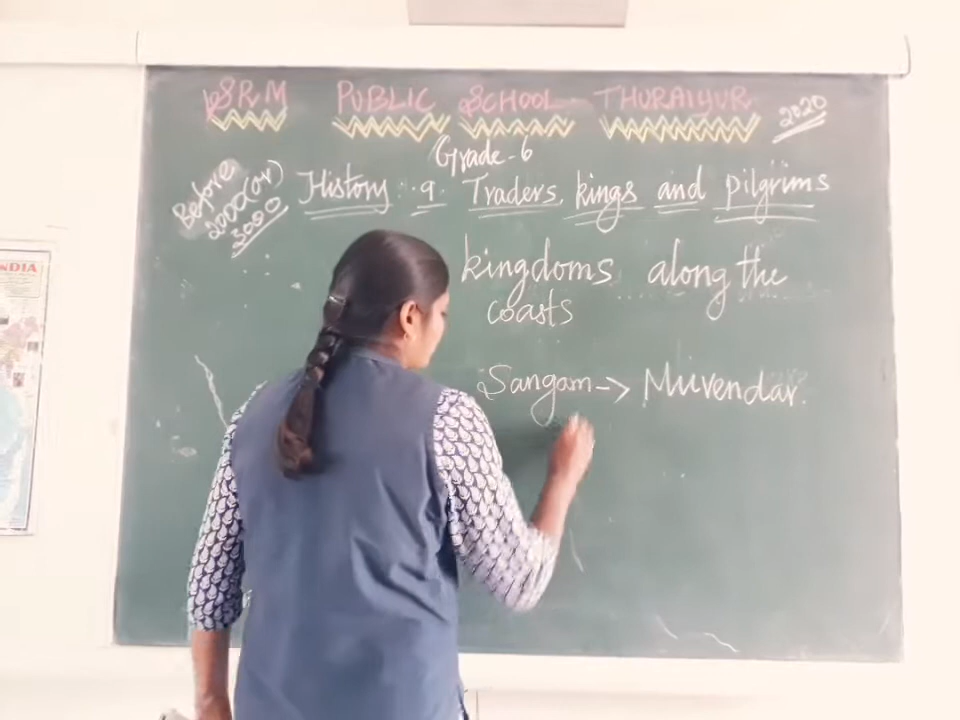 SRM PUBLIC SCHOOL THURAIYUR 2020
Grade-6
Before
2000(or)
3000
History: 9. Traders, kings and pilgrims
kingdoms along the
coasts
Sangam -> Muvendar.
INDIA